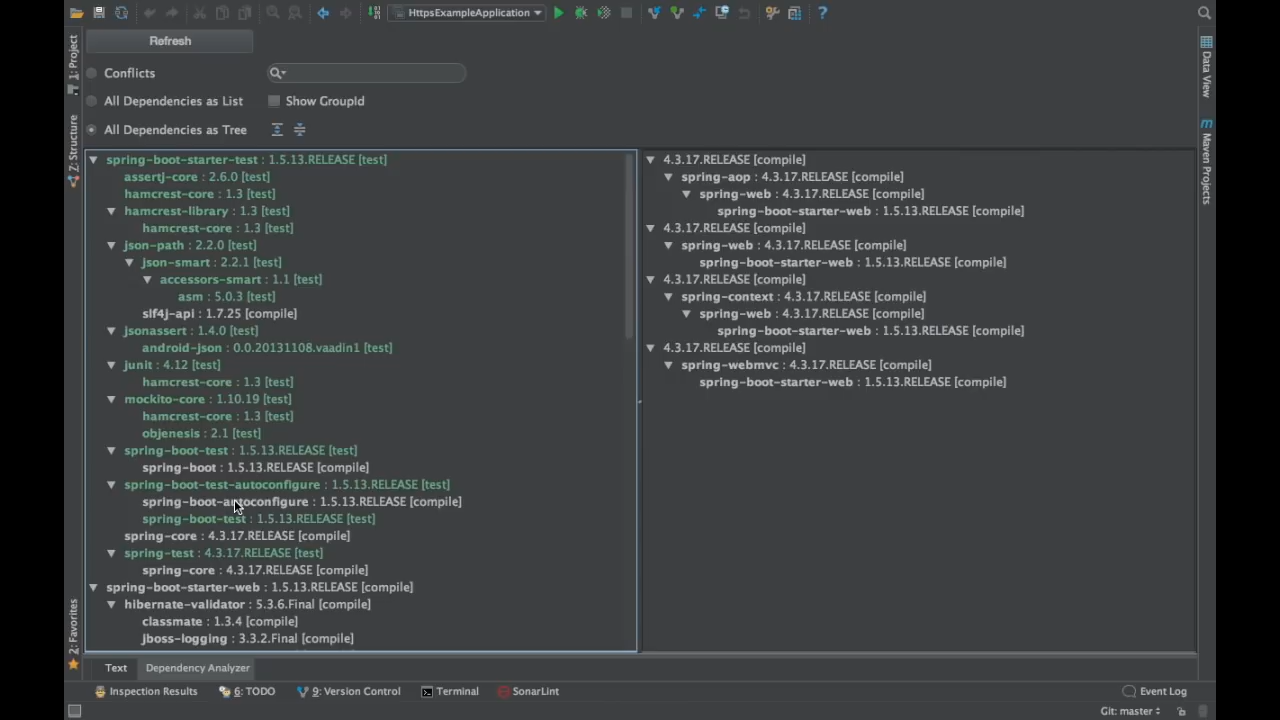 HttpsExampleApplication
Refresh
Conflicts
All Dependencies as List
Show GroupId
All Dependencies as Tree
spring-boot-starter-test : 1.5.13.RELEASE [test]
assertj-core : 2.6.0 [test]
hamcrest-core : 1.3 [test]
hamcrest-library : 1.3 [test]
hamcrest-core : 1.3 [test]
json-path : 2.2.0 [test]
json-smart : 2.2.1 [test]
accessors-smart : 1.1 [test]
asm : 5.0.3 [test]
slf4j-api : 1.7.25 [compile]
jsonassert : 1.4.0 [test]
android-json : 0.0.20131108.vaadin1 [test]
junit : 4.12 [test]
hamcrest-core : 1.3 [test]
mockito-core : 1.10.19 [test]
hamcrest-core : 1.3 [test]
objenesis : 2.1 [test]
spring-boot-test : 1.5.13.RELEASE [test]
spring-boot : 1.5.13.RELEASE [compile]
spring-boot-test-autoconfigure : 1.5.13.RELEASE [test]
spring-boot-autoconfigure : 1.5.13.RELEASE [compile]
spring-boot-test : 1.5.13.RELEASE [test]
spring-core : 4.3.17.RELEASE [compile]
spring-test : 4.3.17.RELEASE [test]
spring-core : 4.3.17.RELEASE [compile]
spring-boot-starter-web : 1.5.13.RELEASE [compile]
hibernate-validator : 5.3.6.Final [compile]
classmate : 1.3.4 [compile]
jboss-logging : 3.3.2.Final [compile]
4.3.17.RELEASE [compile]
spring-aop : 4.3.17.RELEASE [compile]
spring-web : 4.3.17.RELEASE [compile]
spring-boot-starter-web : 1.5.13.RELEASE [compile]
4.3.17.RELEASE [compile]
spring-web : 4.3.17.RELEASE [compile]
spring-boot-starter-web : 1.5.13.RELEASE [compile]
4.3.17.RELEASE [compile]
spring-context : 4.3.17.RELEASE [compile]
spring-web : 4.3.17.RELEASE [compile]
spring-boot-starter-web : 1.5.13.RELEASE [compile]
4.3.17.RELEASE [compile]
spring-webmvc : 4.3.17.RELEASE [compile]
spring-boot-starter-web : 1.5.13.RELEASE [compile]
1: Project
Z: Structure
2: Favorites
Data View
Maven Projects
Text
Dependency Analyzer
Inspection Results
6: TODO
9: Version Control
Terminal
SonarLint
Event Log
Git: master